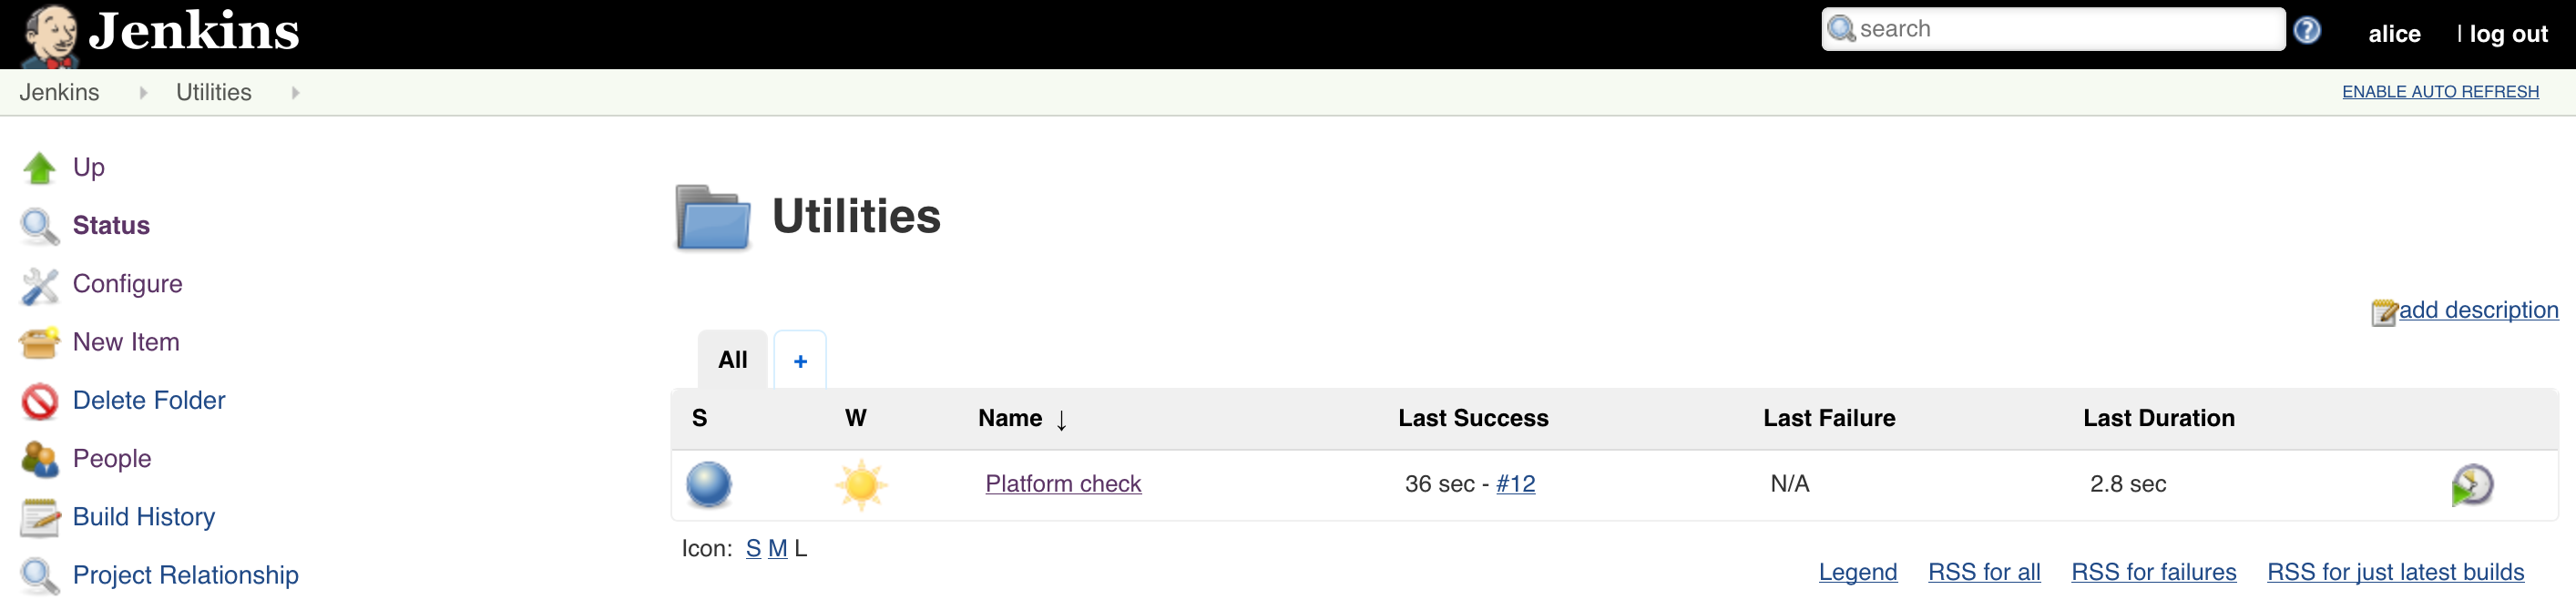 Jenkins
search
?
alice | log out
Jenkins Utilities
ENABLE AUTO REFRESH
Up
Status
Configure
New Item
Delete Folder
People
Build History
Project Relationship
Utilities
add description
All +
S W Name ↓ Last Success Last Failure Last Duration
Platform check 36 sec - #12 N/A 2.8 sec
Icon: S M L
Legend RSS for all RSS for failures RSS for just latest builds